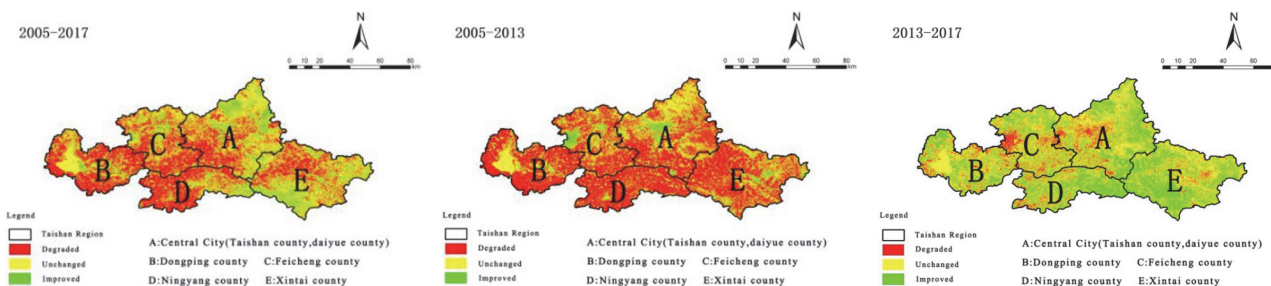 2005-2017
N
0 10 20 40 60 80
km
A
B
C
D
E
Legend
Taishan Region
Degraded
Unchanged
Improved
A:Central City(Taishan county,daiyue county)
B:Dongping county C:Feicheng county
D:Ningyang county E:Xintai county
2005-2013
N
0 10 20 40 60 80
km
A
B
C
D
E
Legend
Taishan Region
Degraded
Unchanged
Improved
A:Central City(Taishan county,daiyue county)
B:Dongping county C:Feicheng county
D:Ningyang county E:Xintai county
2013-2017
N
0 10 20 40 60 80
A
B
C
D
E
Legend
Taishan Region
Degraded
Unchanged
Improved
A:Central City(Taishan county,daiyue county)
B:Dongping county C:Feicheng county
D:Ningyang county E:Xintai county